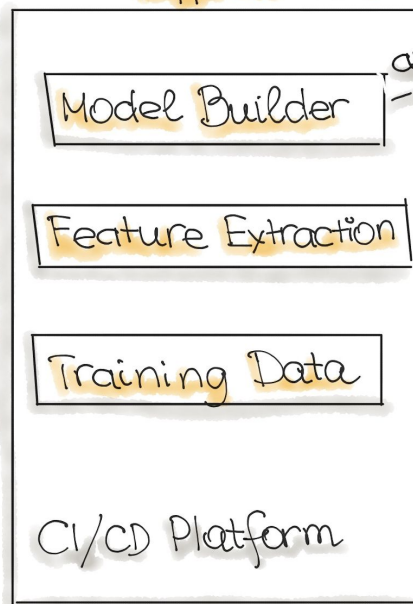 Model Builder
Feature Extraction
Training Data
CI/CD Platform